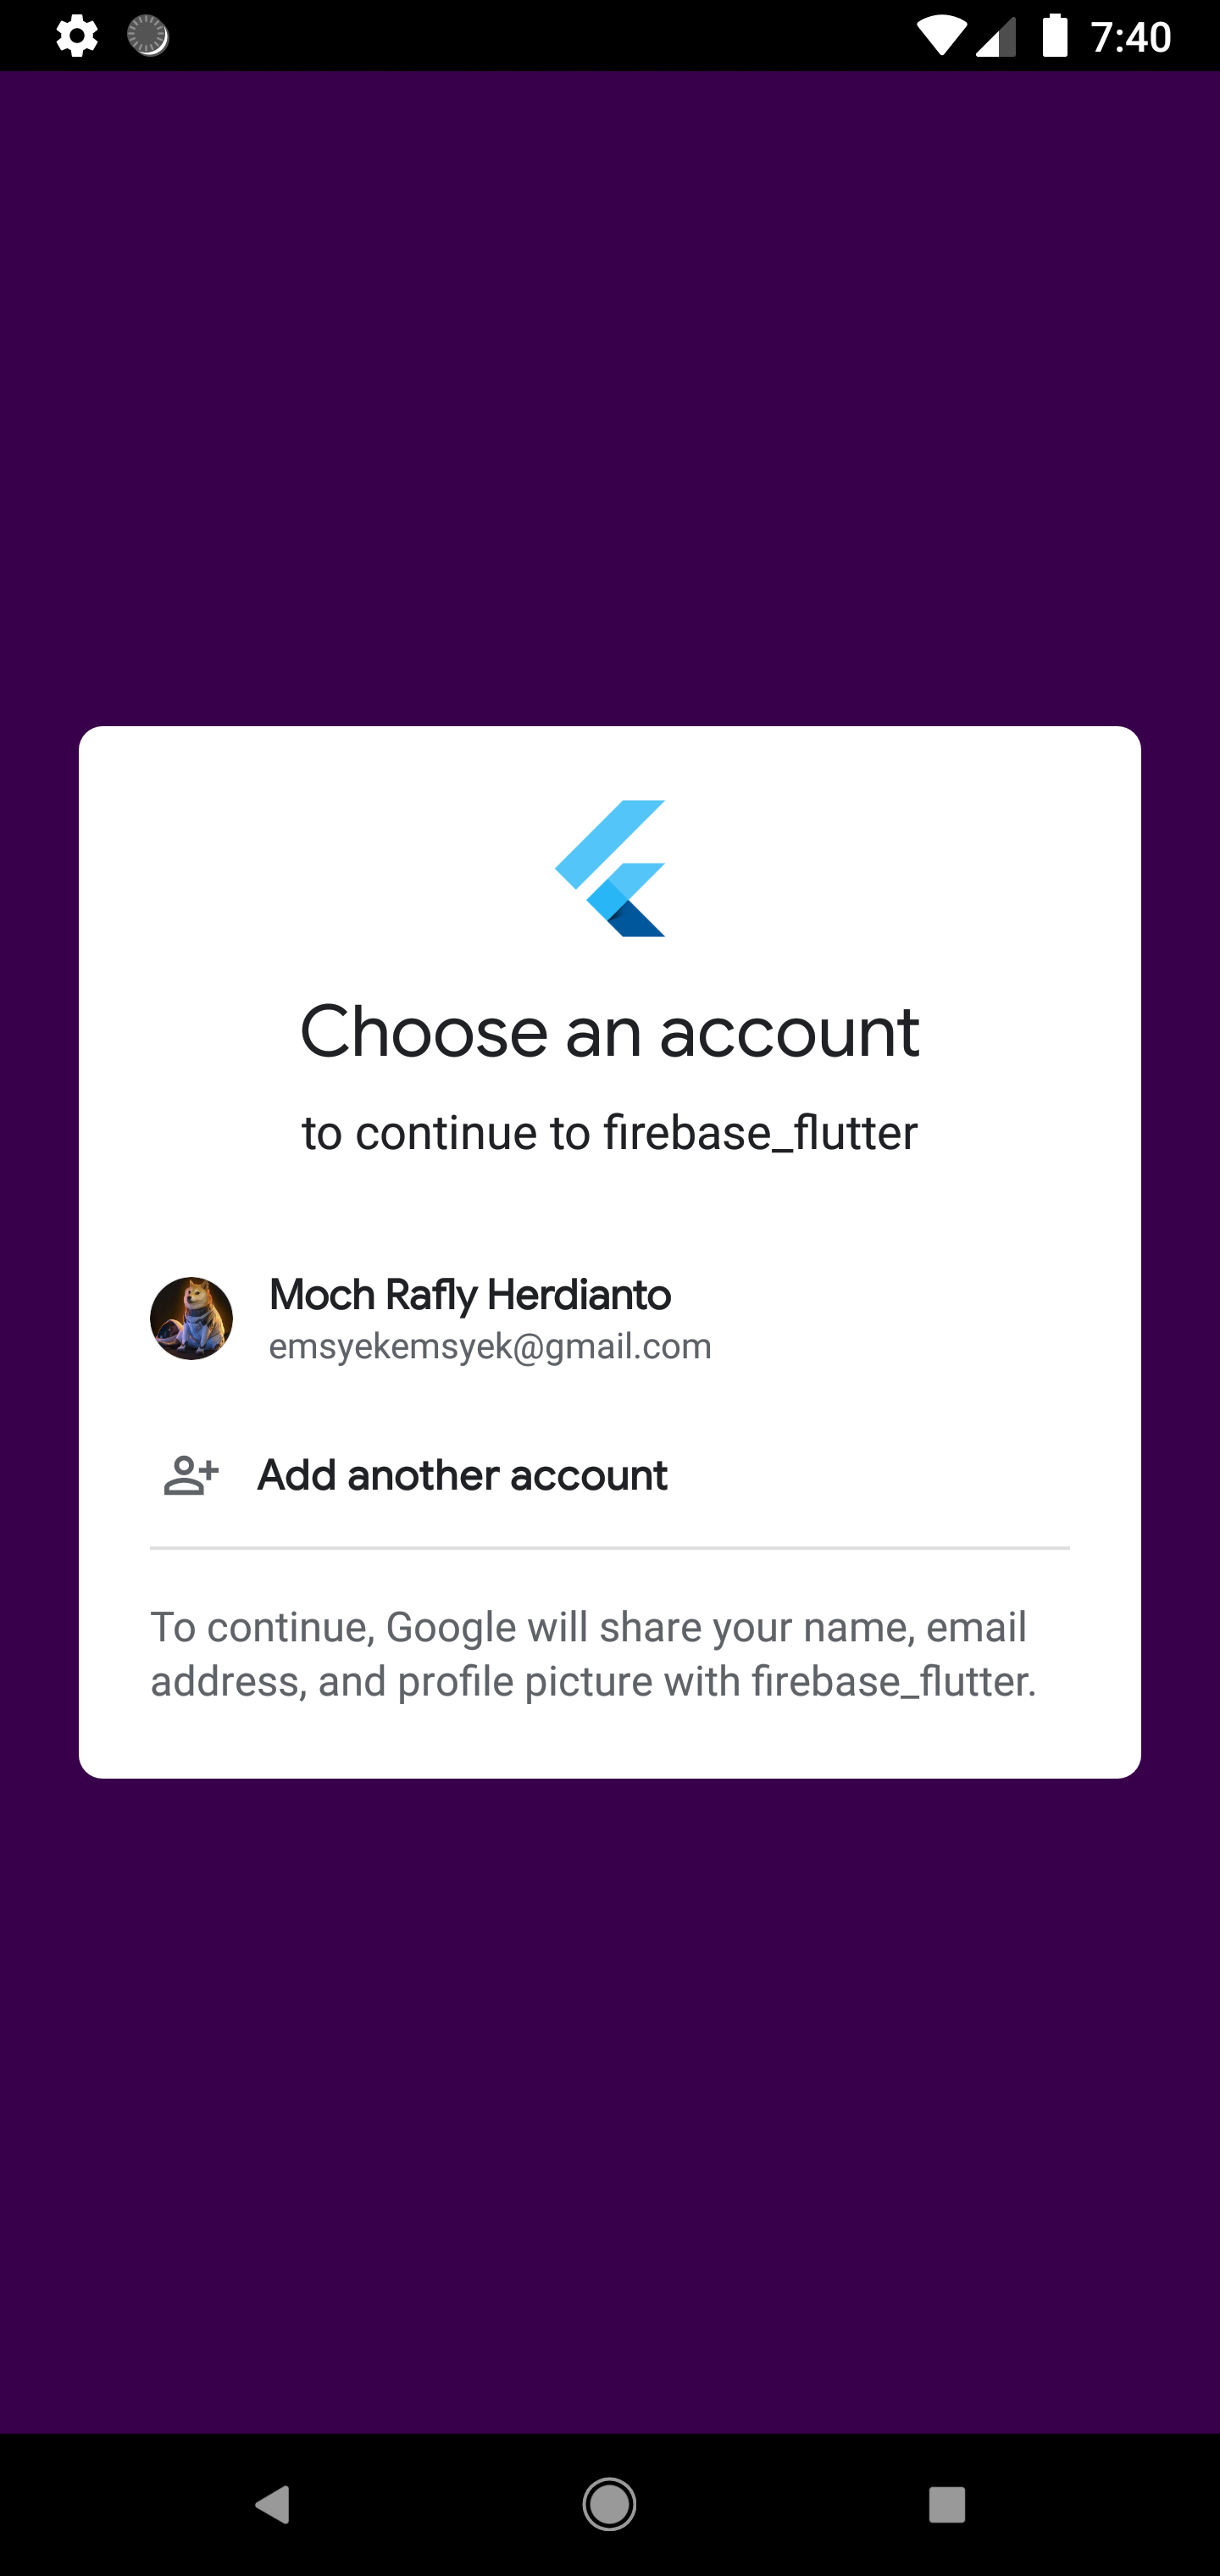 7:40
Choose an account
to continue to firebase_flutter
Moch Rafly Herdianto
emsyekemsyek@gmail.com
Add another account
To continue, Google will share your name, email
address, and profile picture with firebase_flutter.